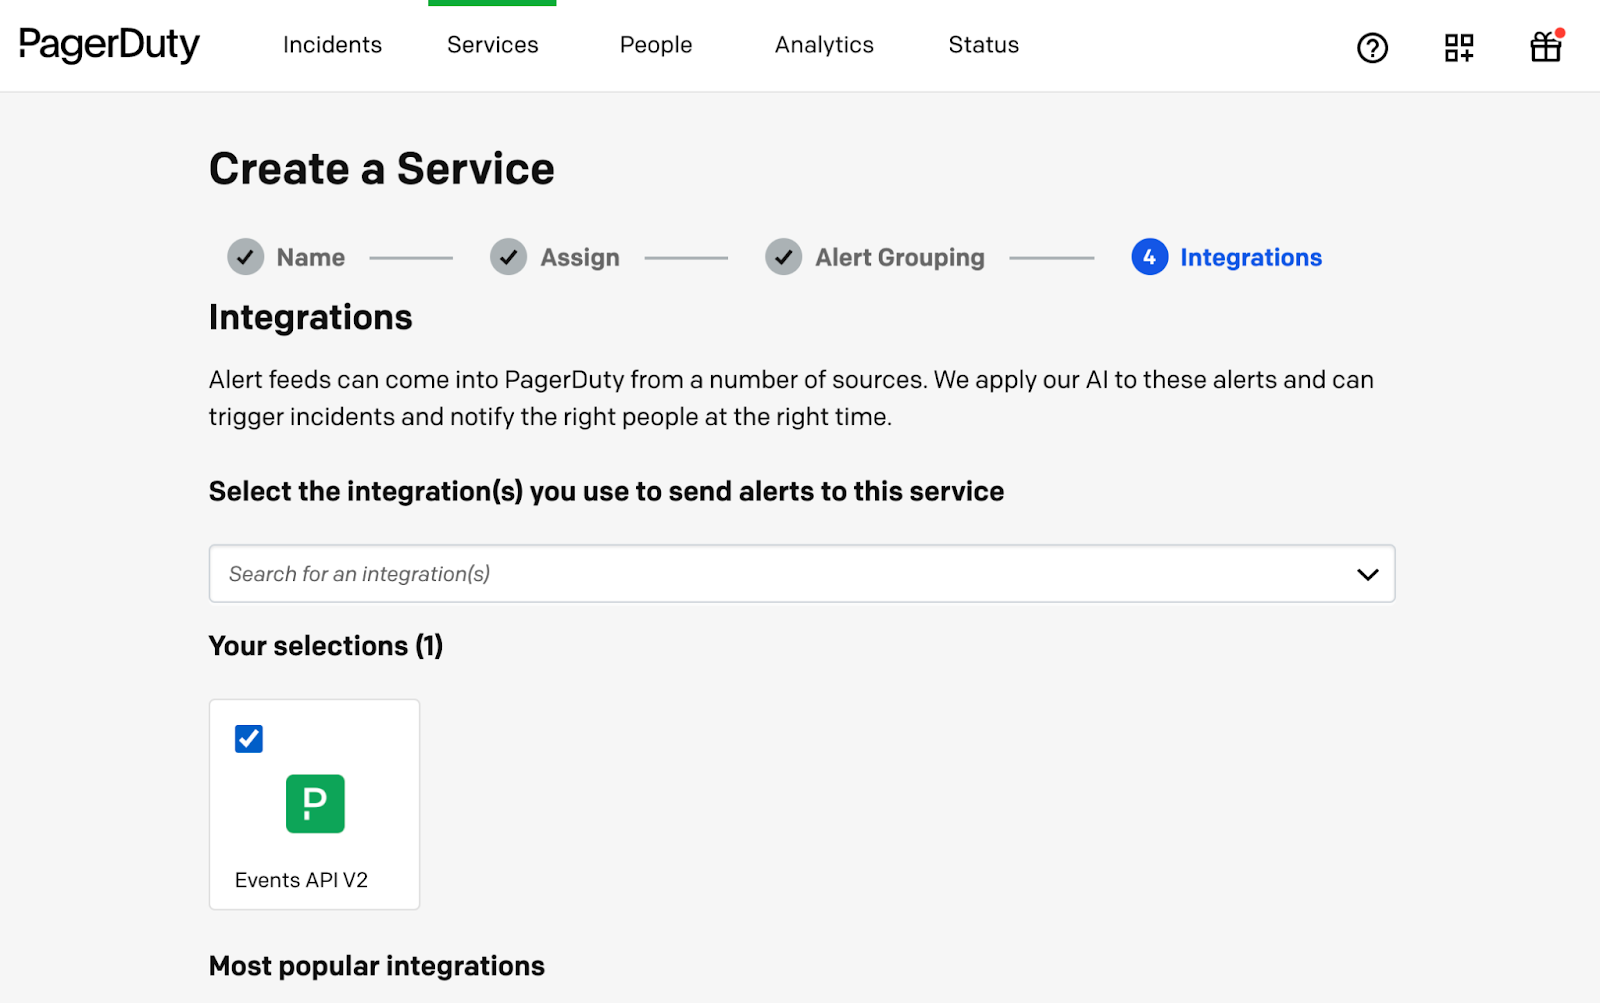 PagerDuty
Incidents
Services
People
Analytics
Status
Create a Service
Name
Assign
Alert Grouping
4 Integrations
Integrations
Alert feeds can come into PagerDuty from a number of sources. We apply our AI to these alerts and can
trigger incidents and notify the right people at the right time.
Select the integration(s) you use to send alerts to this service
Search for an integration(s)
Your selections (1)
P
Events API V2
Most popular integrations